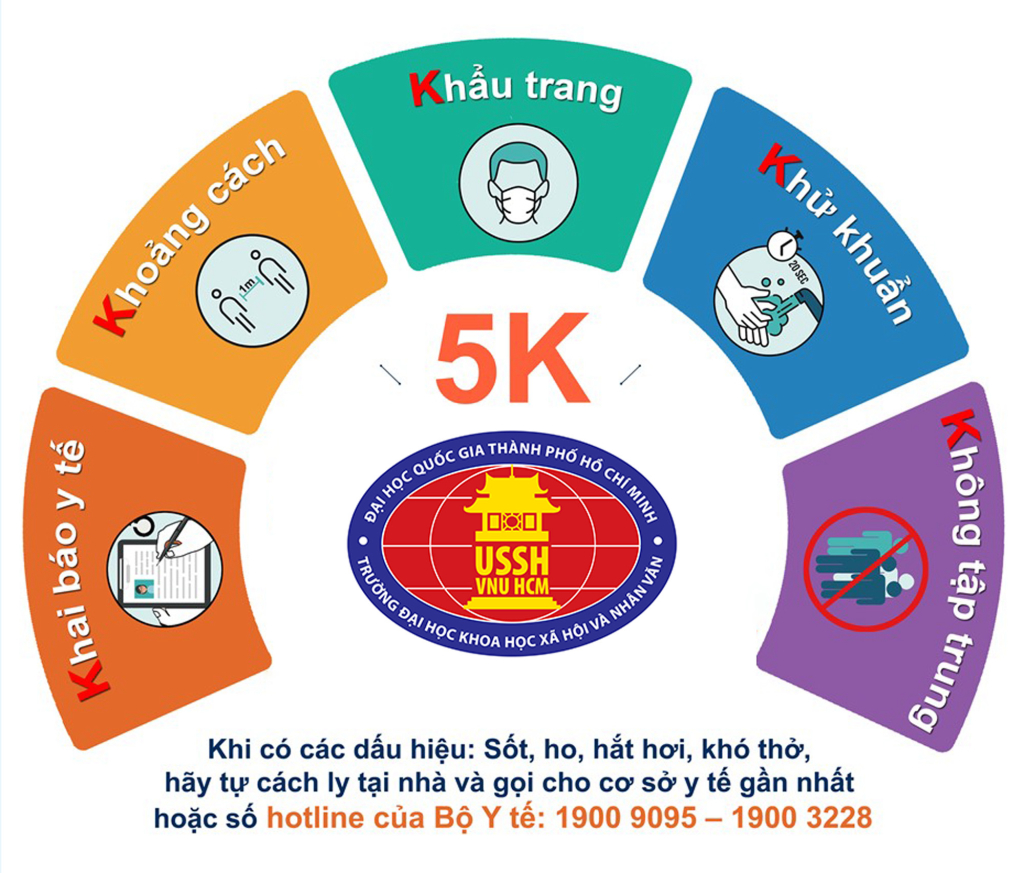 Khai báo y tế
Khoảng cách
1m
Khẩu trang
Khử khuẩn
20 SEC
Không tập trung
5K
ĐẠI HỌC QUỐC GIA THÀNH PHỐ HỒ CHÍ MINH
USSH
VNU HCM
TRƯỜNG ĐẠI HỌC KHOA HỌC XÃ HỘI VÀ NHÂN VĂN
Khi có các dấu hiệu: Sốt, ho, hắt hơi, khó thở,
hãy tự cách ly tại nhà và gọi cho cơ sở y tế gần nhất
hoặc số hotline của Bộ Y tế: 1900 9095 – 1900 3228